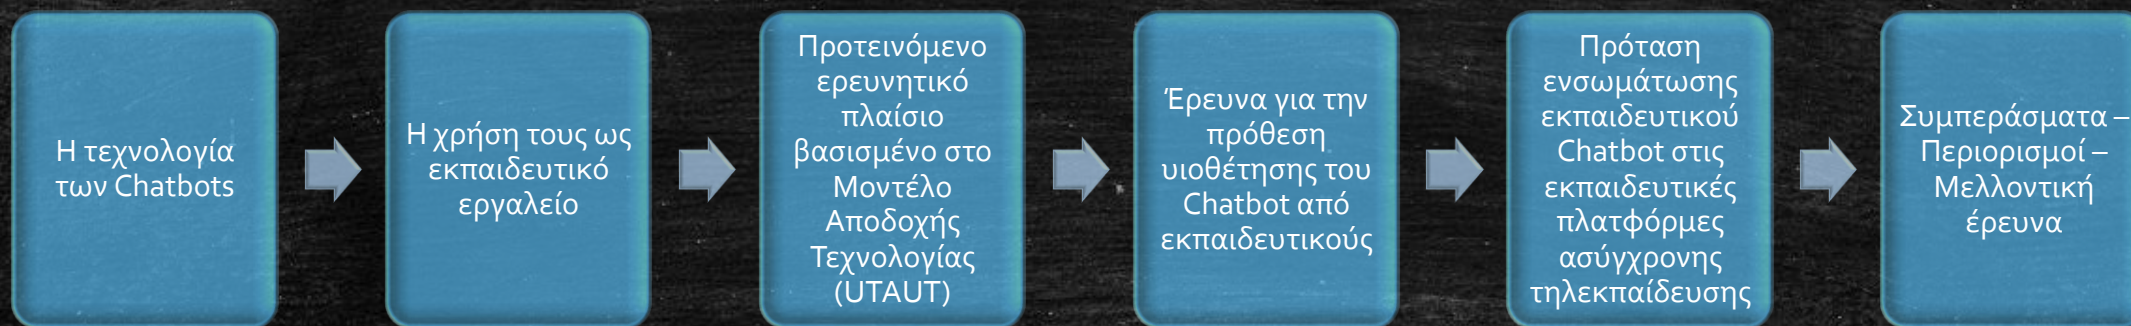 Η τεχνολογία
των Chatbots
Η χρήση τους ως
εκπαιδευτικό
εργαλείο
Προτεινόμενο
ερευνητικό
πλαίσιο
βασισμένο στο
Μοντέλο
Αποδοχής
Τεχνολογίας
(UTAUT)
Έρευνα για την
πρόθεση
υιοθέτησης του
Chatbot από
εκπαιδευτικούς
Πρόταση
ενσωμάτωσης
εκπαιδευτικού
Chatbot στις
εκπαιδευτικές
πλατφόρμες
ασύγχρονης
τηλεκπαίδευσης
Συμπεράσματα –
Περιορισμοί –
Μελλοντική
έρευνα